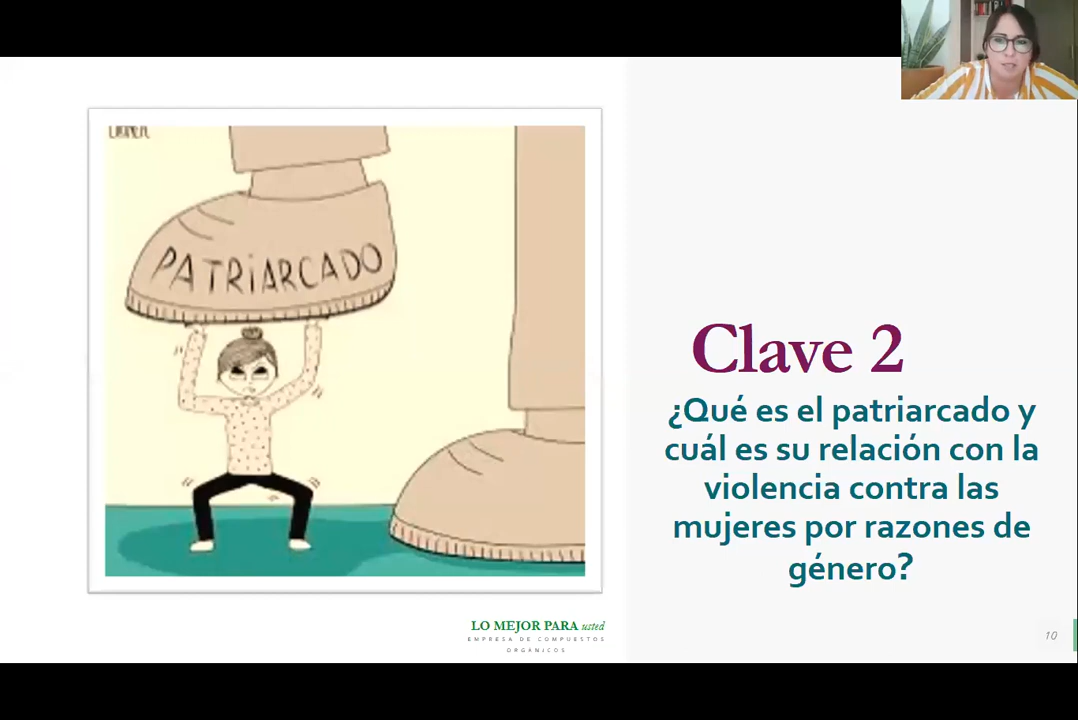 PATRiARCADO
Clave 2
¿Qué es el patriarcado y
cuál es su relación con la
violencia contra las
mujeres por razones de
género?
LO MEJOR PARA usted
EMPRESA DE COMPUESTOS
ORGÁNICOS
10